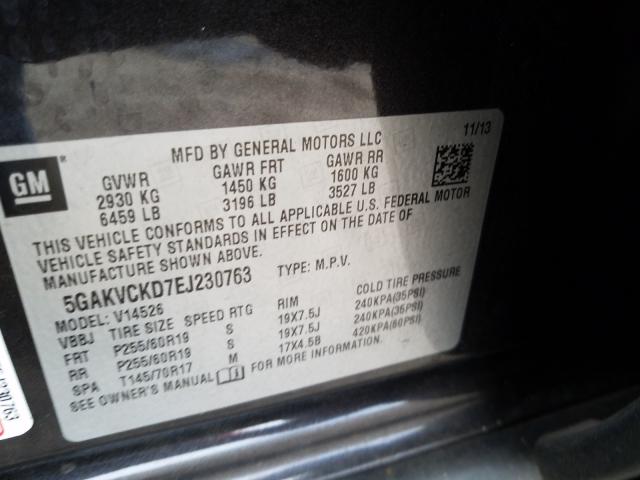 MFD BY GENERAL MOTORS LLC
11/13
GM
GVWR GAWR FRT GAWR RR
2930 KG 1450 KG 1600 KG
6459 LB 3196 LB 3527 LB
THIS VEHICLE CONFORMS TO ALL APPLICABLE U.S. FEDERAL MOTOR
VEHICLE SAFETY STANDARDS IN EFFECT ON THE DATE OF
MANUFACTURE SHOWN ABOVE.
5GAKVCKD7EJ230763 TYPE: M.P.V.
MODEL: V14526
VBBJ TIRE SIZE SPEED RTG RIM COLD TIRE PRESSURE
FRT P255/60R19 S 19X7.5J 240KPA(35PSI)
RR P255/60R19 S 19X7.5J 240KPA(35PSI)
SPA T145/70R17 M 17X4.5B 420KPA(60PSI)
SEE OWNER'S MANUAL FOR MORE INFORMATION.
230763